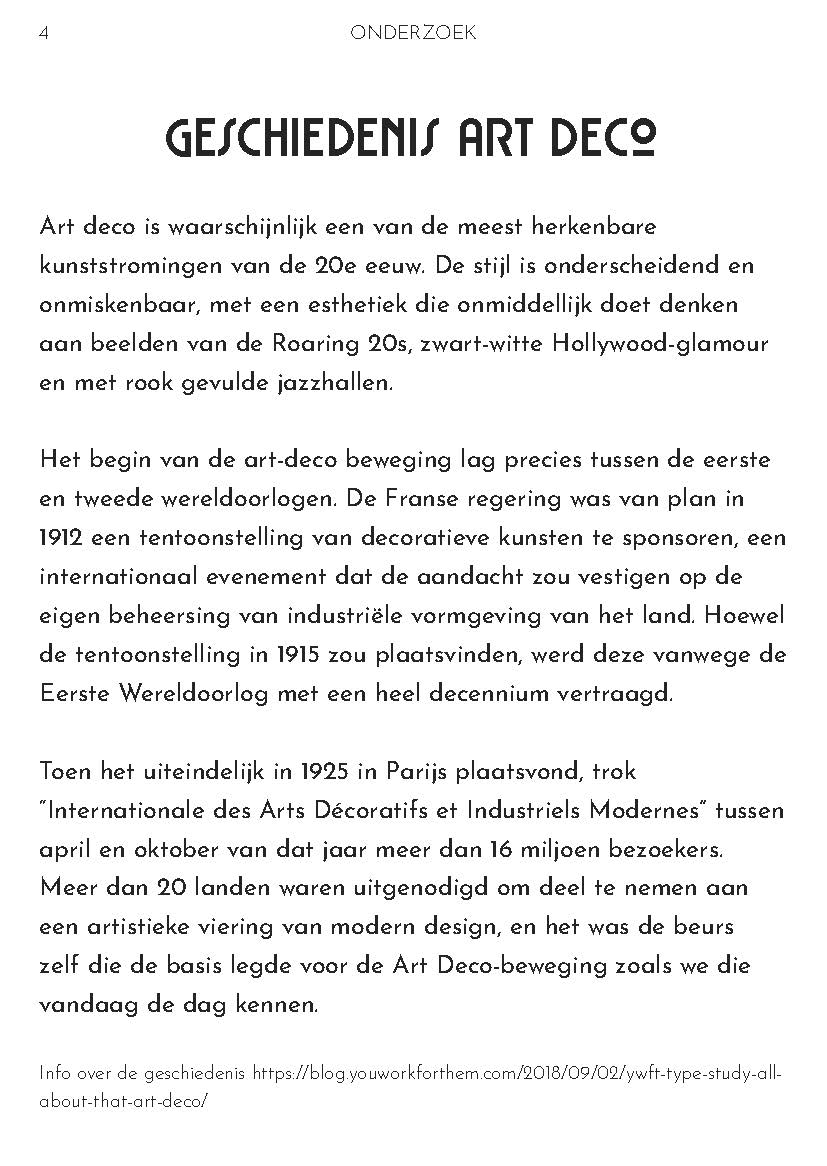 4
ONDERZOEK
GESCHIEDENIS ART DECO
Art deco is waarschijnlijk een van de meest herkenbare
kunststromingen van de 20e eeuw. De stijl is onderscheidend en
onmiskenbaar, met een esthetiek die onmiddellijk doet denken
aan beelden van de Roaring 20s, zwart-witte Hollywood-glamour
en met rook gevulde jazzhallen.
Het begin van de art-deco beweging lag precies tussen de eerste
en tweede wereldoorlogen. De Franse regering was van plan in
1912 een tentoonstelling van decoratieve kunsten te sponsoren, een
internationaal evenement dat de aandacht zou vestigen op de
eigen beheersing van industriële vormgeving van het land. Hoewel
de tentoonstelling in 1915 zou plaatsvinden, werd deze vanwege de
Eerste Wereldoorlog met een heel decennium vertraagd.
Toen het uiteindelijk in 1925 in Parijs plaatsvond, trok
"Internationale des Arts Décoratifs et Industriels Modernes" tussen
april en oktober van dat jaar meer dan 16 miljoen bezoekers.
Meer dan 20 landen waren uitgenodigd om deel te nemen aan
een artistieke viering van modern design, en het was de beurs
zelf die de basis legde voor de Art Deco-beweging zoals we die
vandaag de dag kennen.
Info over de geschiedenis https://blog.youworkforthem.com/2018/09/02/ywft-type-study-all-
about-that-art-deco/